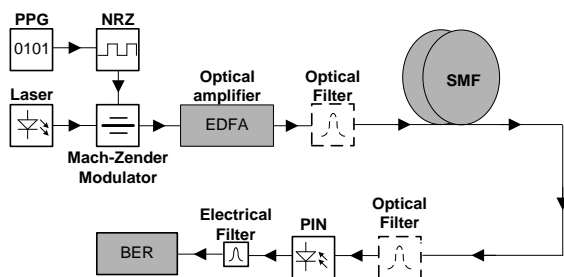 PPG
NRZ
0101
Laser
Mach-Zender
Modulator
Optical
amplifier
EDFA
Optical
Filter
SMF
BER
Electrical
Filter
PIN
Optical
Filter